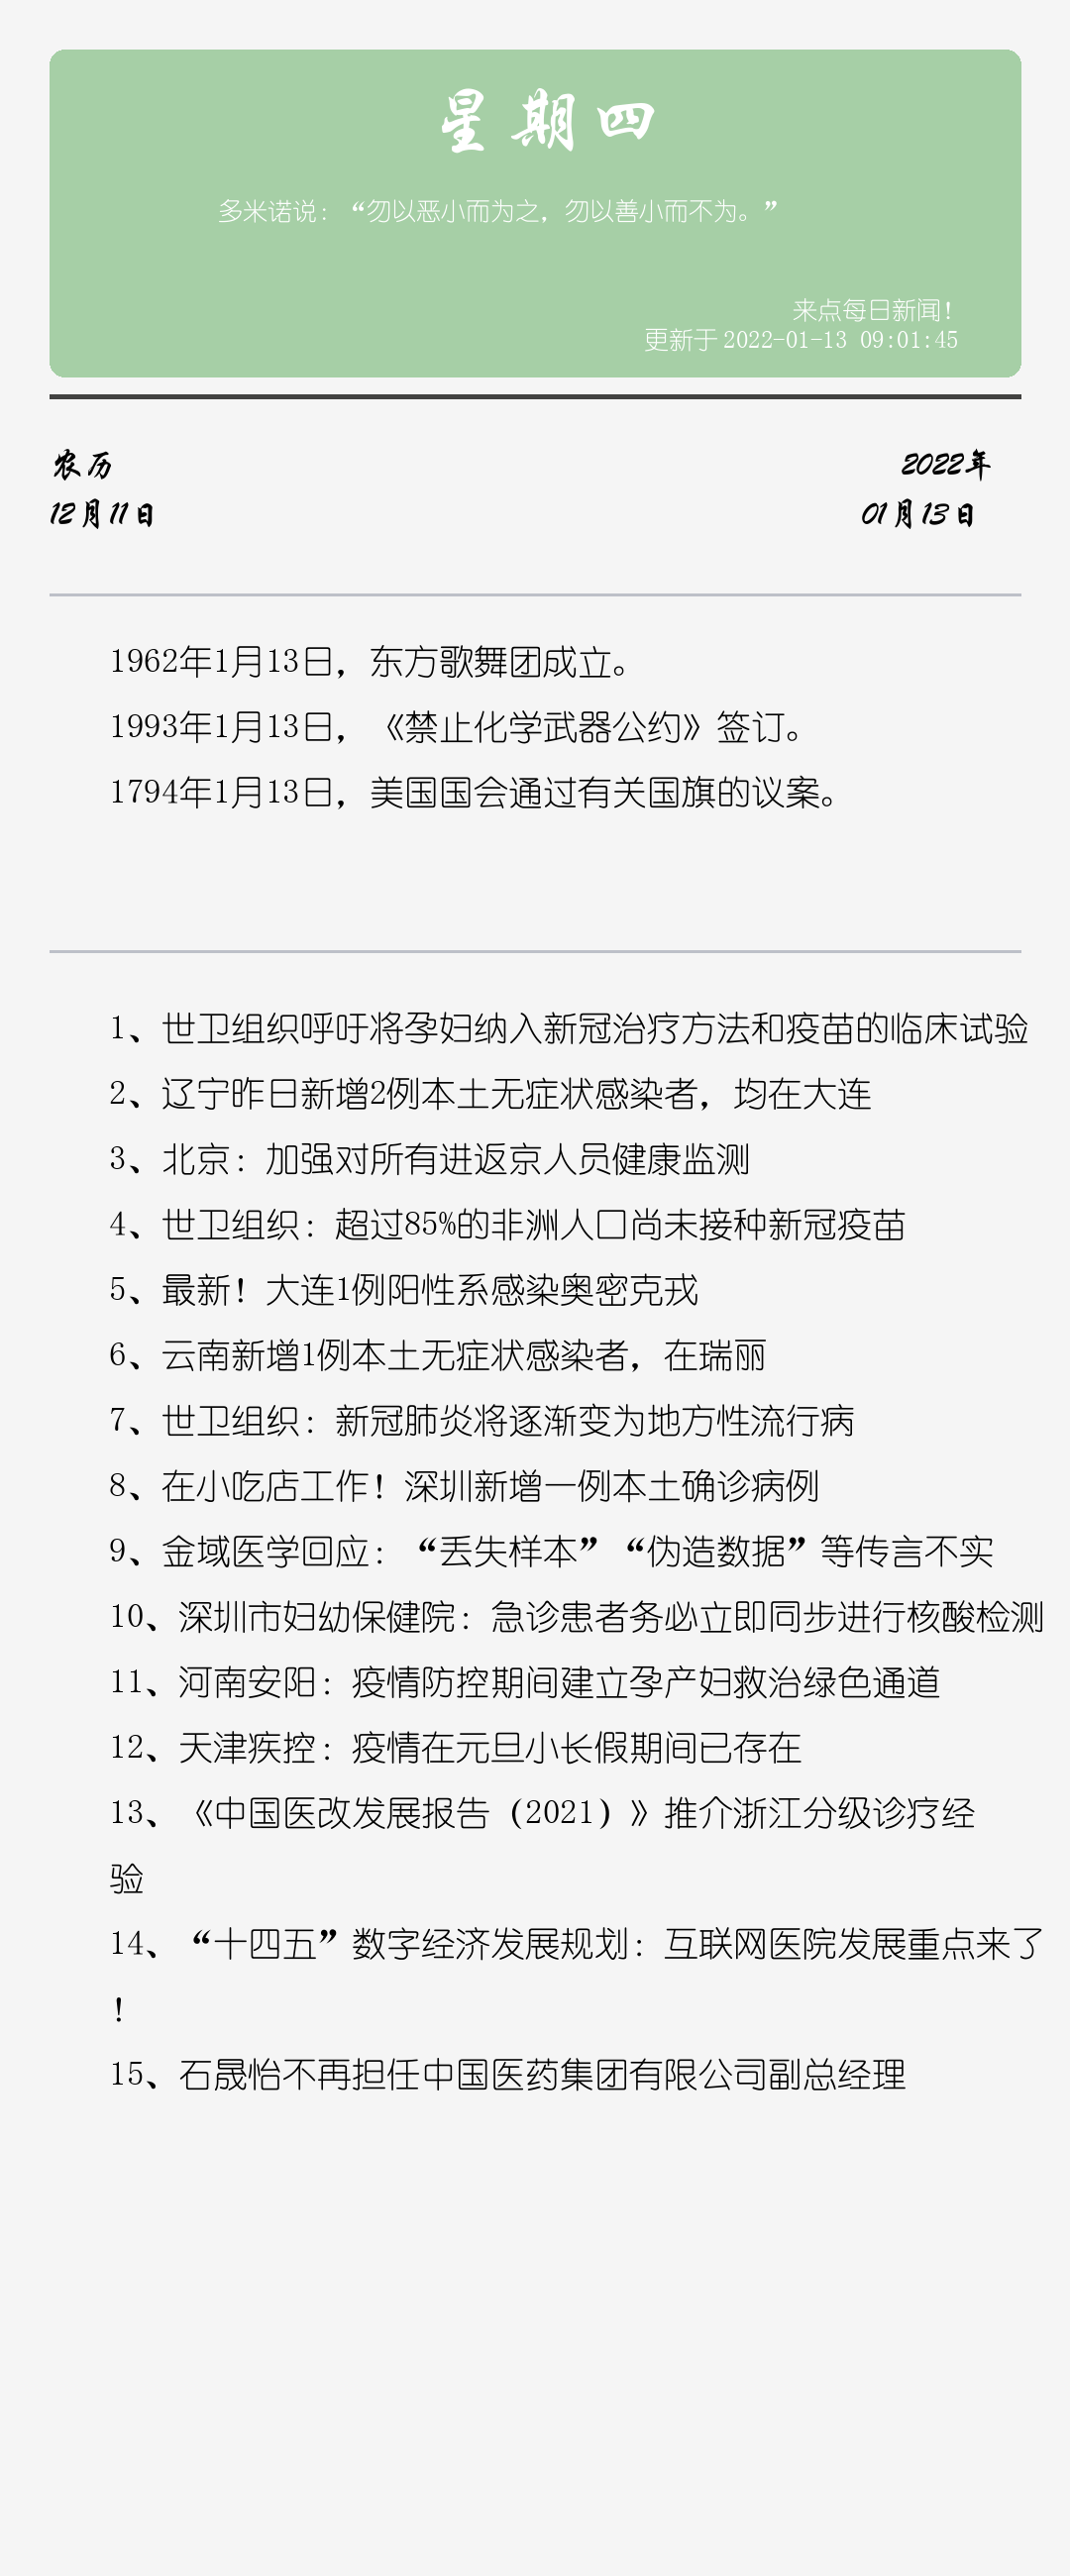 星期四
多米诺说：“勿以恶小而为之，勿以善小而不为。”
来点每日新闻！
更新于 2022-01-13 09:01:45
农历
2022年
12月11日
01月13日
1962年1月13日，东方歌舞团成立。
1993年1月13日，《禁止化学武器公约》签订。
1794年1月13日，美国国会通过有关国旗的议案。
1、世卫组织呼吁将孕妇纳入新冠治疗方法和疫苗的临床试验
2、辽宁昨日新增2例本土无症状感染者，均在大连
3、北京：加强对所有进返京人员健康监测
4、世卫组织：超过85%的非洲人口尚未接种新冠疫苗
5、最新！大连1例阳性系感染奥密克戎
6、云南新增1例本土无症状感染者，在瑞丽
7、世卫组织：新冠肺炎将逐渐变为地方性流行病
8、在小吃店工作！深圳新增一例本土确诊病例
9、金域医学回应：“丢失样本”“伪造数据”等传言不实
10、深圳市妇幼保健院：急诊患者务必立即同步进行核酸检测
11、河南安阳：疫情防控期间建立孕产妇救治绿色通道
12、天津疾控：疫情在元旦小长假期间已存在
13、《中国医改发展报告（2021）》推介浙江分级诊疗经
验
14、“十四五”数字经济发展规划：互联网医院发展重点来了
！
15、石晟怡不再担任中国医药集团有限公司副总经理